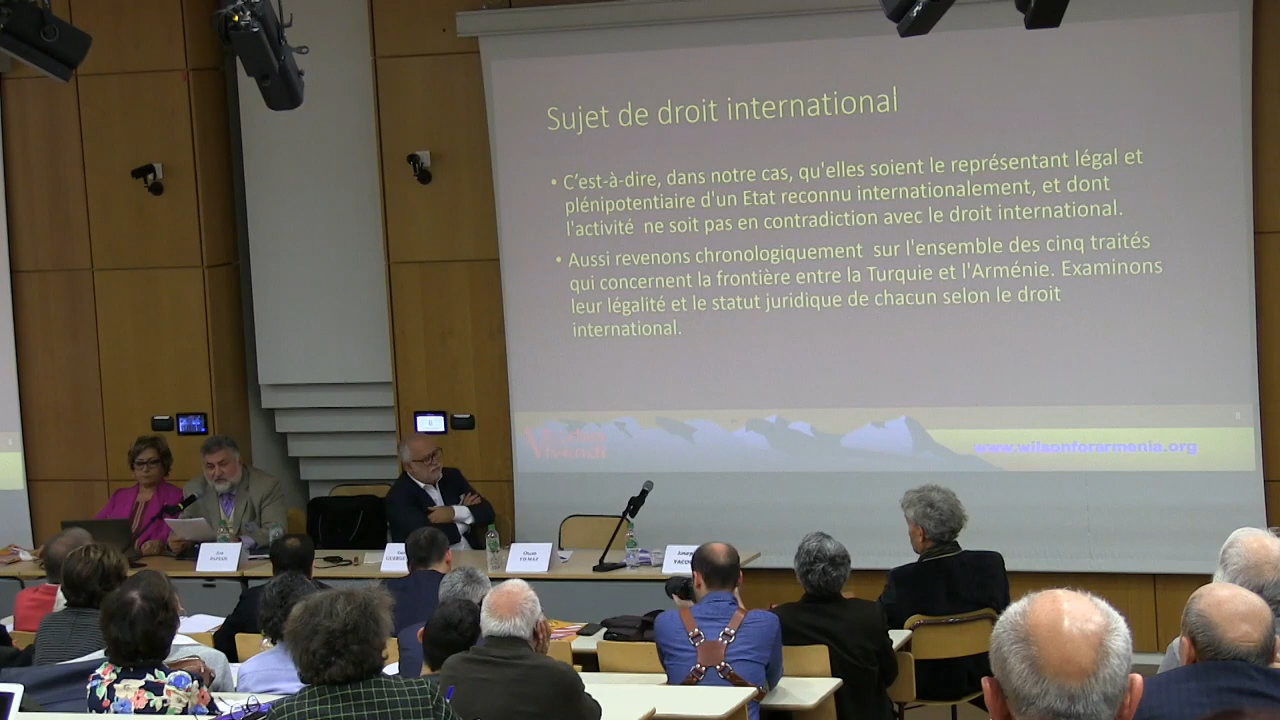 Sujet de droit international
• C'est-à-dire, dans notre cas, qu'elles soient le représentant légal et
plénipotentiaire d'un Etat reconnu internationalement, et dont
l'activité ne soit pas en contradiction avec le droit international.
• Aussi revenons chronologiquement sur l'ensemble des cinq traités
qui concernent la frontière entre la Turquie et l'Arménie. Examinons
leur légalité et le statut juridique de chacun selon le droit
international.
Vivendi
www.wilsonforarmenia.org